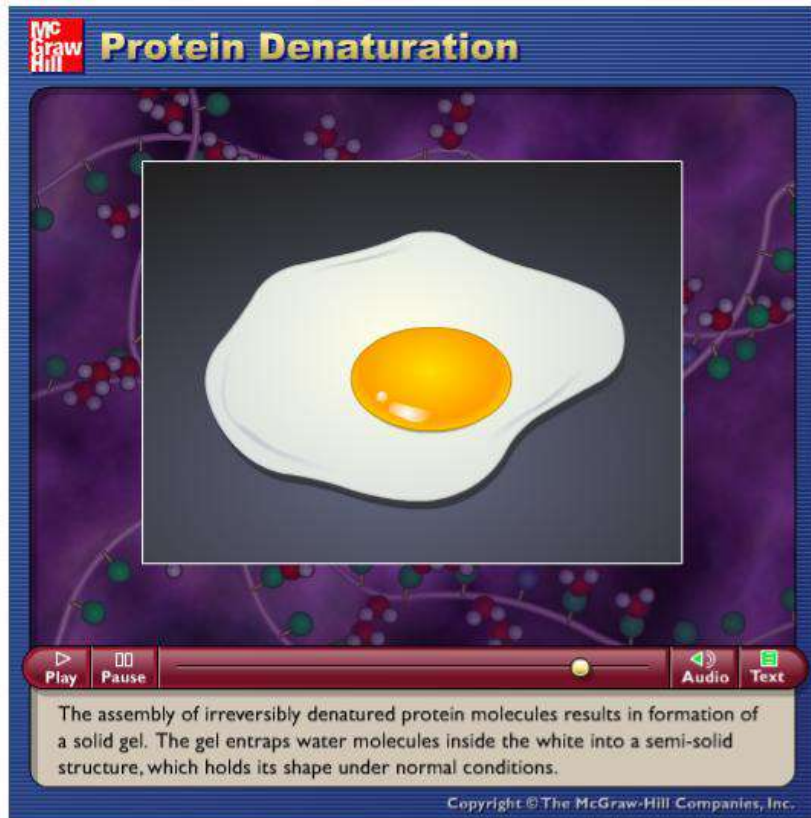 Mc
Graw
Hill
Protein Denaturation
Play
Pause
Audio
Text
The assembly of irreversibly denatured protein molecules results in formation of
a solid gel. The gel entraps water molecules inside the white into a semi-solid
structure, which holds its shape under normal conditions.
Copyright © The McGraw-Hill Companies, Inc.